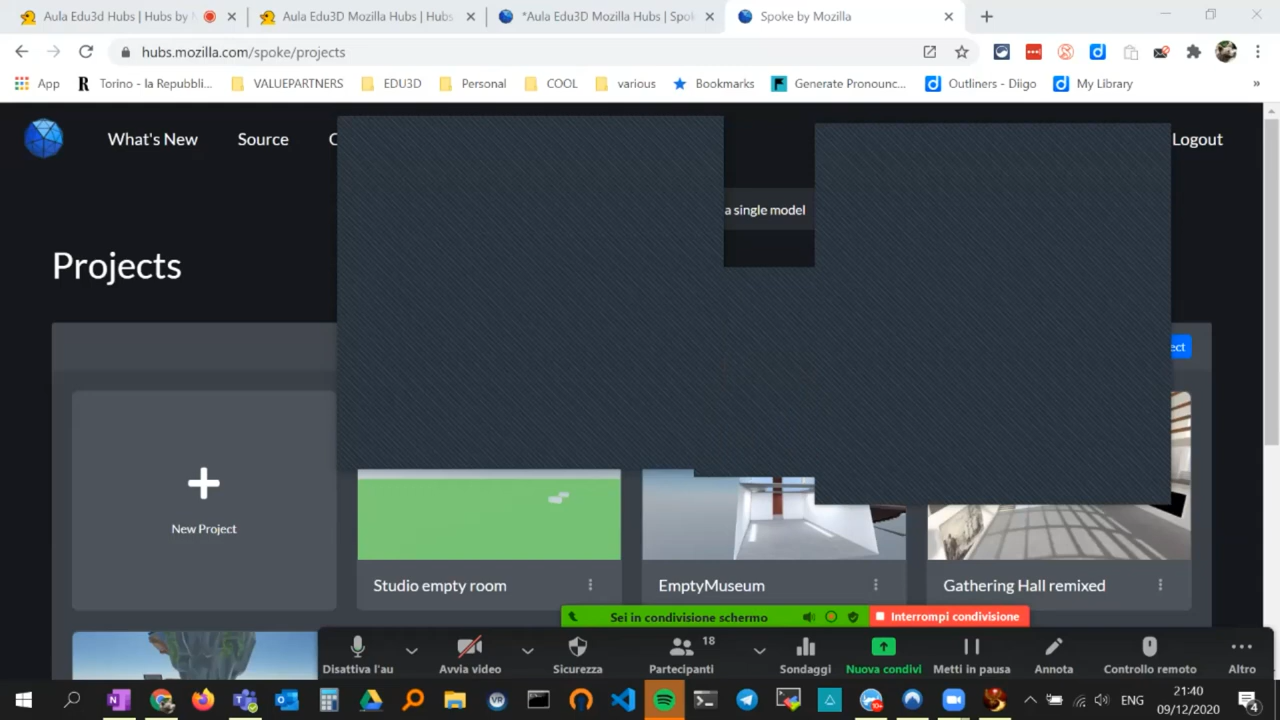 Aula Edu3d Hubs | Hubs by M
Aula Edu3D Mozilla Hubs | Hubs
*Aula Edu3D Mozilla Hubs | Spok
Spoke by Mozilla
hubs.mozilla.com/spoke/projects
App
Torino - la Repubbli...
VALUEPARTNERS
EDU3D
Personal
COOL
various
Bookmarks
Generate Pronounc...
Outliners - Diigo
My Library
»
What's New
Source
C
Logout
a single model
Projects
ect
New Project
Studio empty room
EmptyMuseum
Gathering Hall remixed
Sei in condivisione schermo
Interrompi condivisione
Disattiva l'au
Avvia video
Sicurezza
Partecipanti
18
Sondaggi
Nuova condivi
Metti in pausa
Annota
Controllo remoto
Altro
ENG
21:40
09/12/2020
4